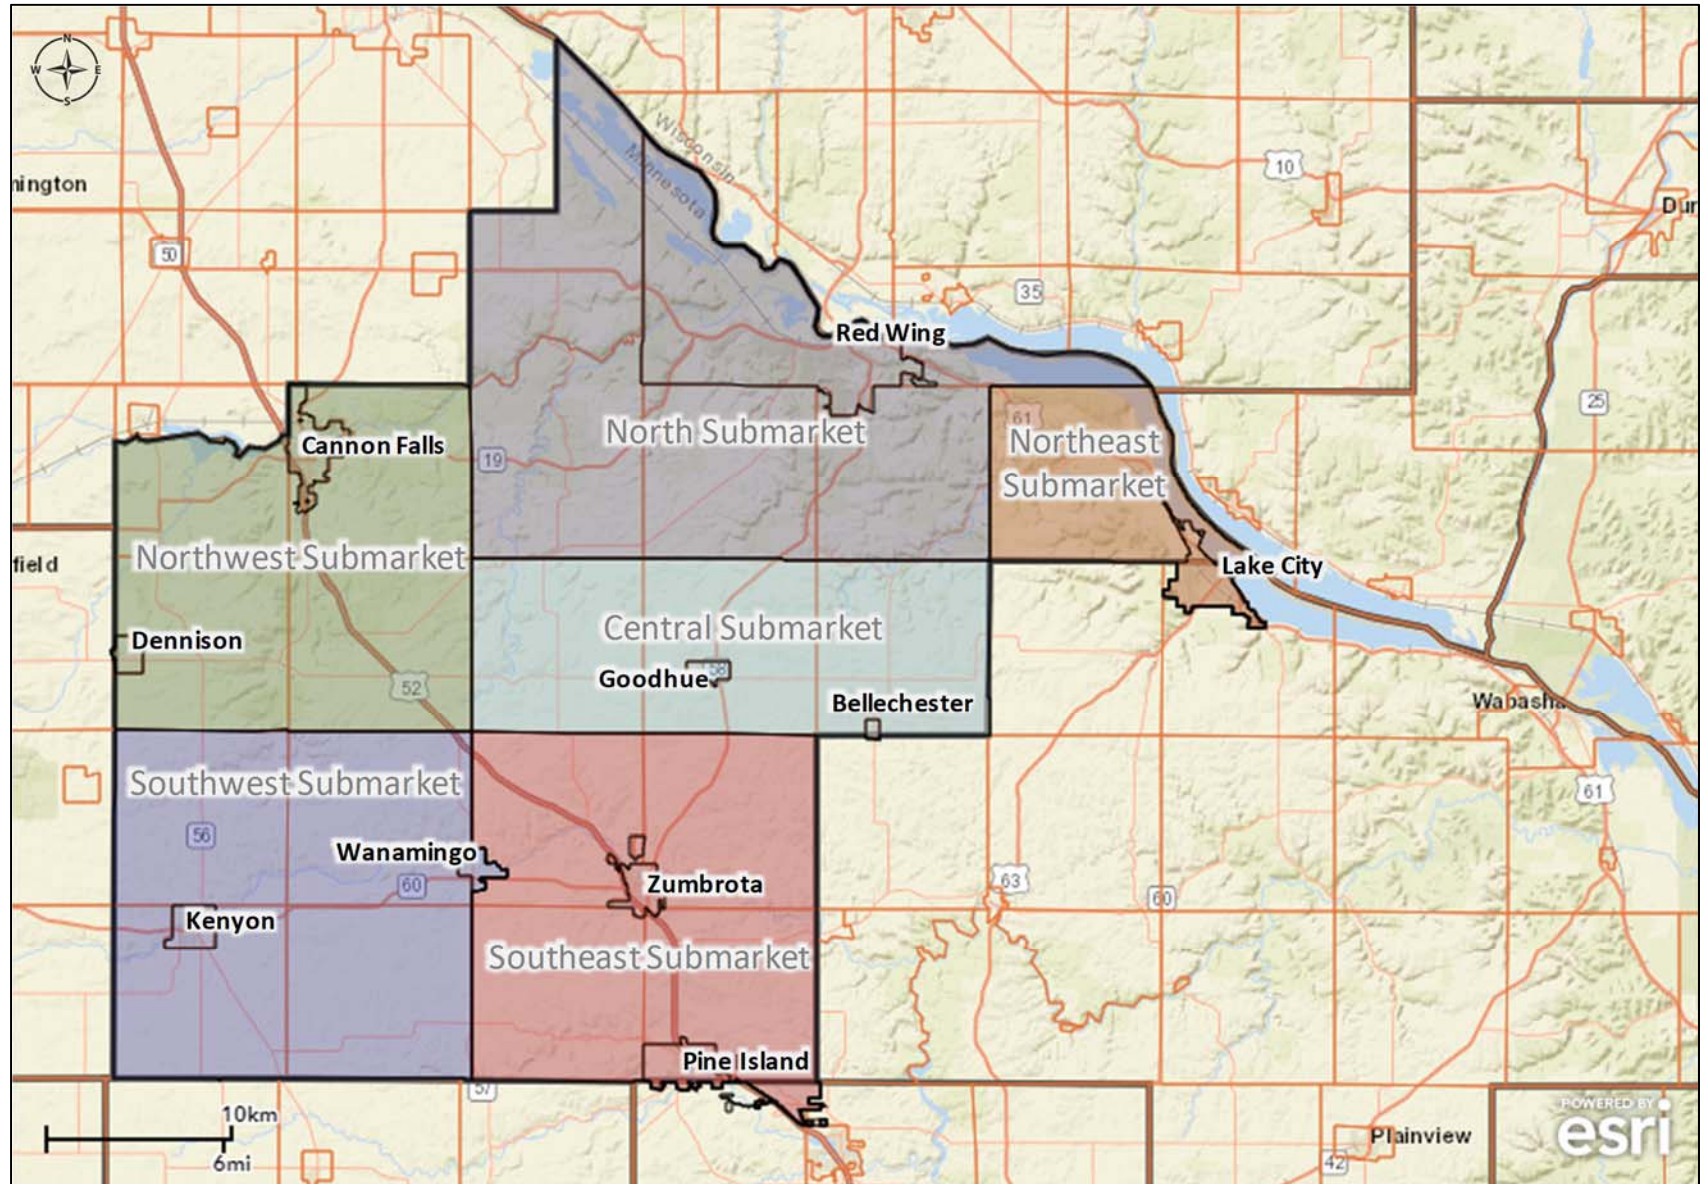 N
W E
S
Wisconsin
Minnesota
10
mington
Dur
50
35
Red Wing
25
61
North Submarket
Northeast
Submarket
Cannon Falls
19
Northwest Submarket
field
Lake City
Central Submarket
Dennison
Goodhue
58
52
Bellechester
Wabasha
Southwest Submarket
61
56
Wanamingo
60
Zumbrota
63
60
Kenyon
Southeast Submarket
Pine Island
57
10km
6mi
POWERED BY
esri
Plainview
42